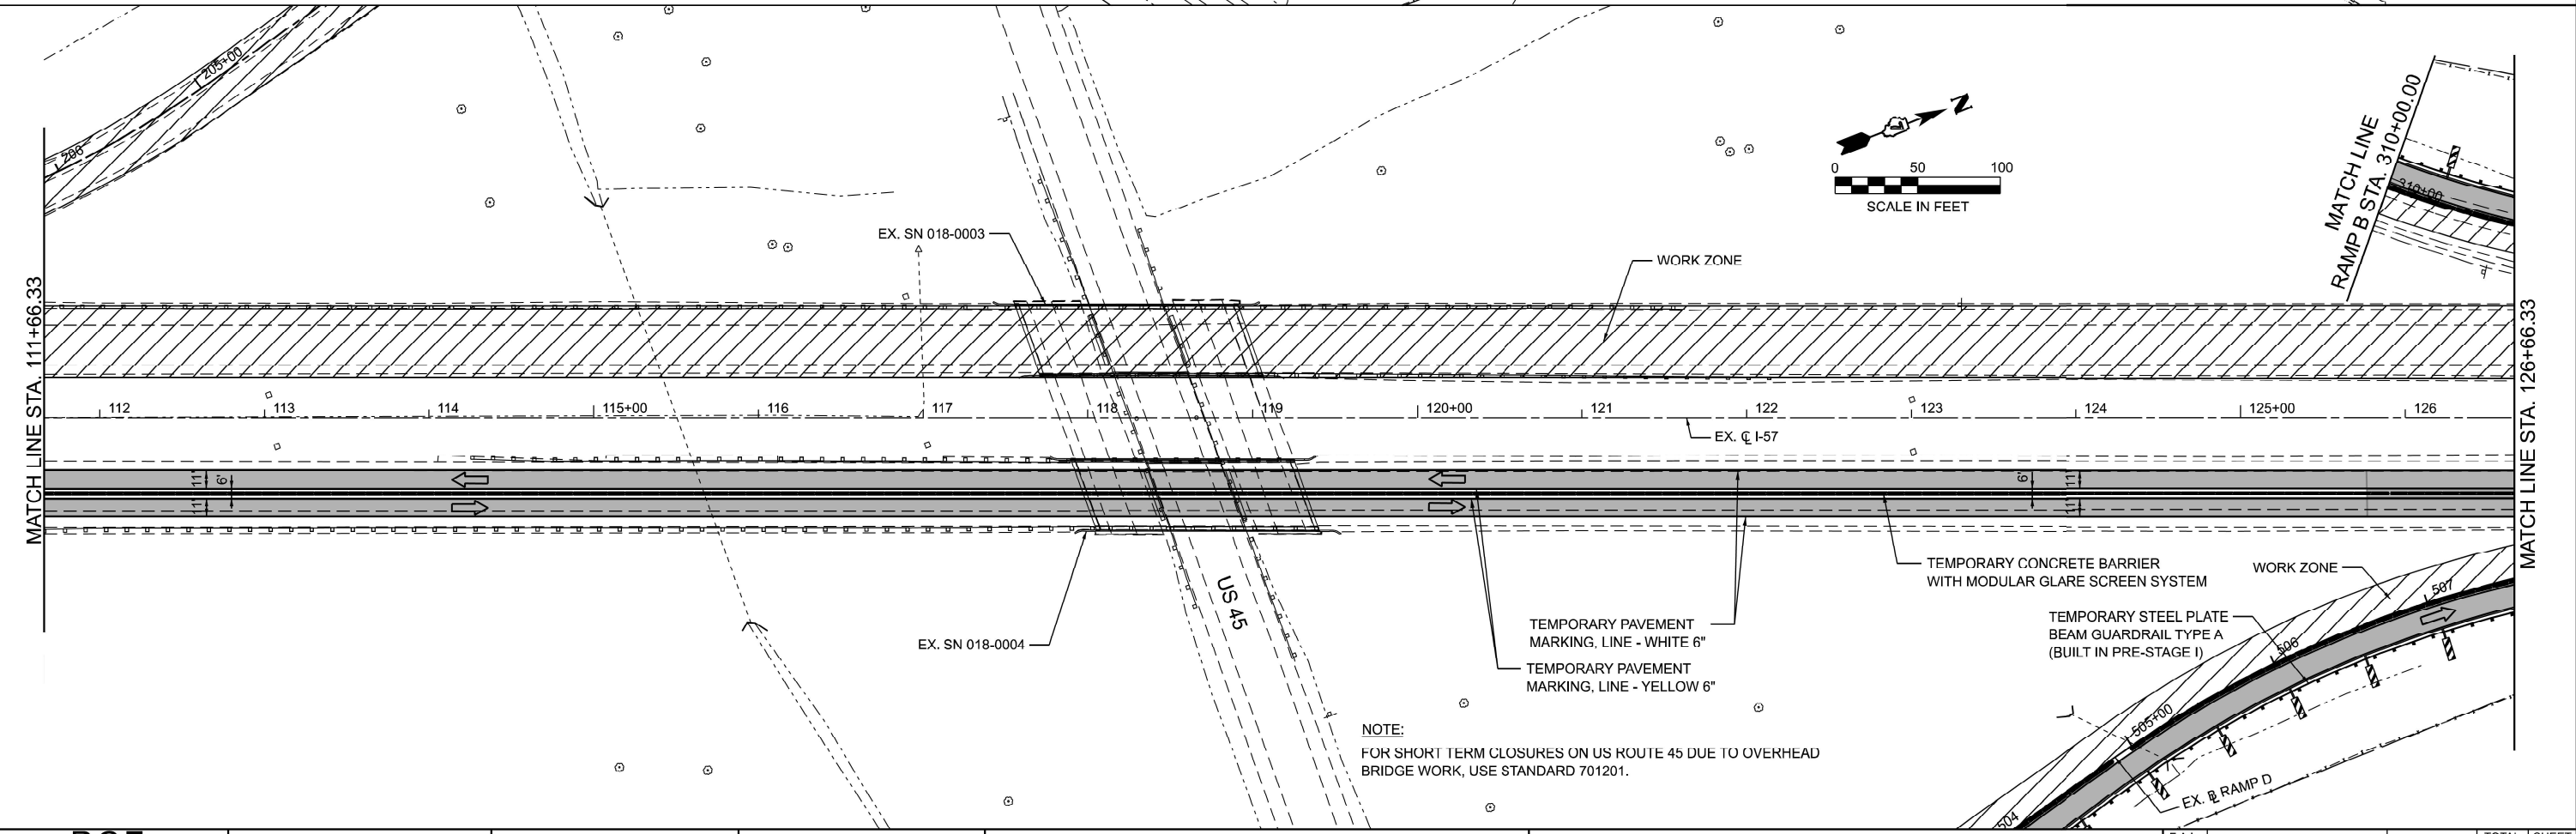 205+00
206
N
0 50 100
SCALE IN FEET
MATCH LINE
RAMP B STA. 310+00.00
310+00
EX. SN 018-0003
WORK ZONE
MATCH LINE STA. 111+66.33
112 113 114 115+00 116 117 118 119 120+00 121 122 123 124 125+00 126
MATCH LINE STA. 126+66.33
EX. ℄ I-57
11' 6' 11'
6' 11' 11'
US 45
EX. SN 018-0004
TEMPORARY CONCRETE BARRIER
WITH MODULAR GLARE SCREEN SYSTEM
WORK ZONE
TEMPORARY PAVEMENT
MARKING, LINE - WHITE 6"
TEMPORARY PAVEMENT
MARKING, LINE - YELLOW 6"
TEMPORARY STEEL PLATE
BEAM GUARDRAIL TYPE A
(BUILT IN PRE-STAGE I)
507
506
505+00
504
EX. ⅊ RAMP D
NOTE:
FOR SHORT TERM CLOSURES ON US ROUTE 45 DUE TO OVERHEAD
BRIDGE WORK, USE STANDARD 701201.
TOTAL SHEET